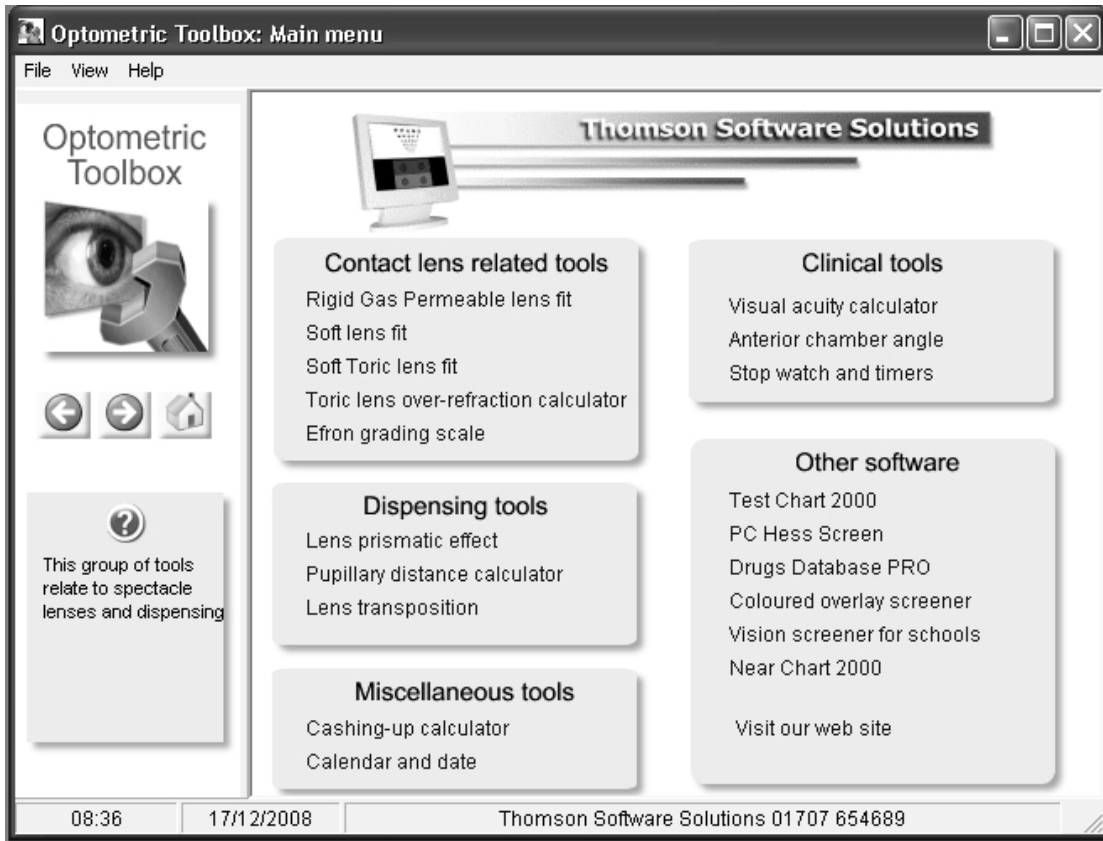 Optometric Toolbox: Main menu
File View Help
Optometric
Toolbox
This group of tools
relate to spectacle
lenses and dispensing
Thomson Software Solutions
Contact lens related tools
Rigid Gas Permeable lens fit
Soft lens fit
Soft Toric lens fit
Toric lens over-refraction calculator
Efron grading scale
Dispensing tools
Lens prismatic effect
Pupillary distance calculator
Lens transposition
Miscellaneous tools
Cashing-up calculator
Calendar and date
Clinical tools
Visual acuity calculator
Anterior chamber angle
Stop watch and timers
Other software
Test Chart 2000
PC Hess Screen
Drugs Database PRO
Coloured overlay screener
Vision screener for schools
Near Chart 2000
Visit our web site
08:36 17/12/2008 Thomson Software Solutions 01707 654689